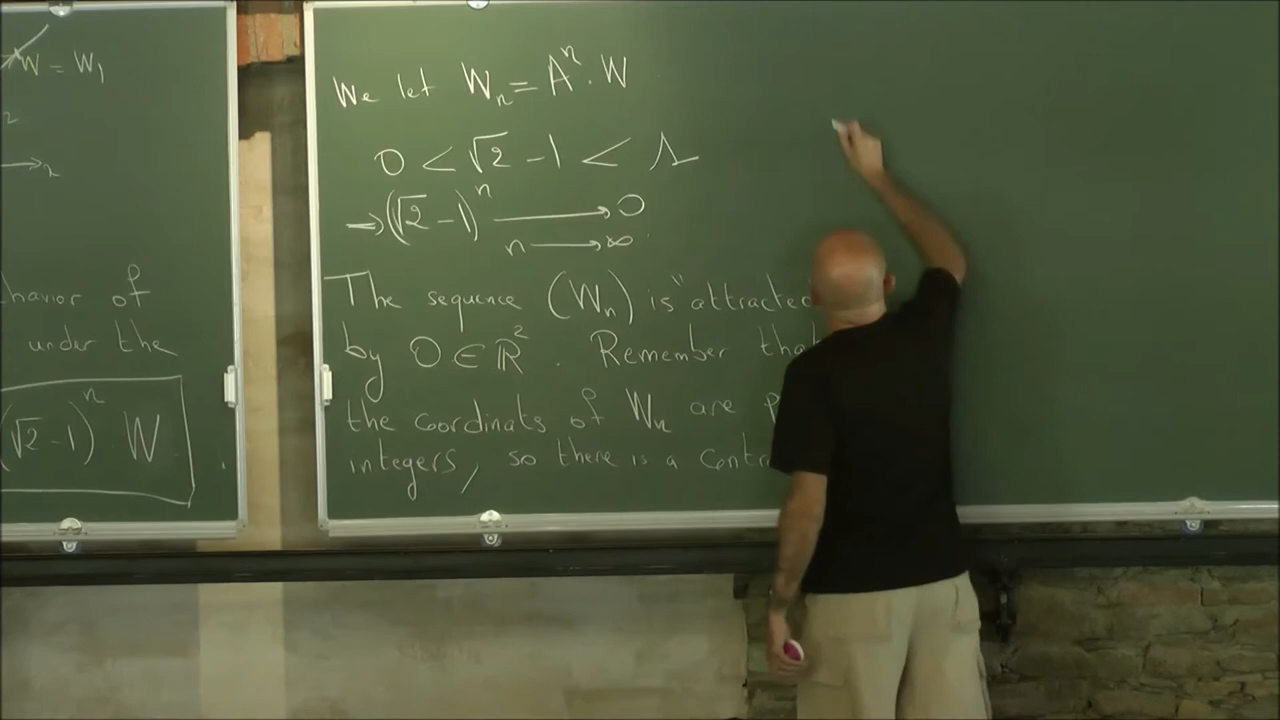 W = W₁
2
→ x
havior of
under the
(√2 - 1)ⁿ W
We let Wₙ = Aⁿ . W
0 < √2 - 1 < 1
→ (√2 - 1)ⁿ → 0
n → ∞
The sequence (Wₙ) is "attracted
by O ∈ ℝ² . Remember that
the coordinats of Wₙ are
integers, so there is a contr